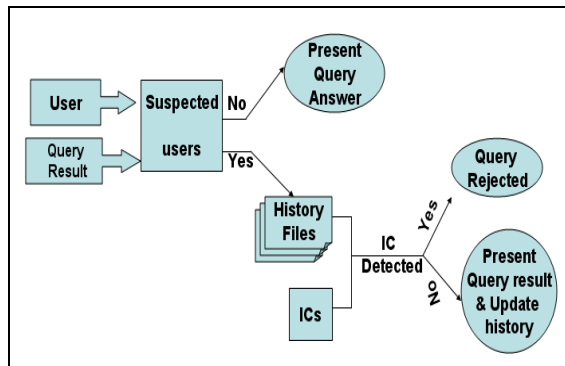 User
Query
Result
Suspected
users
No
Yes
Present
Query
Answer
History
Files
ICs
IC
Detected
Yes
No
Query
Rejected
Present
Query result
& Update
history